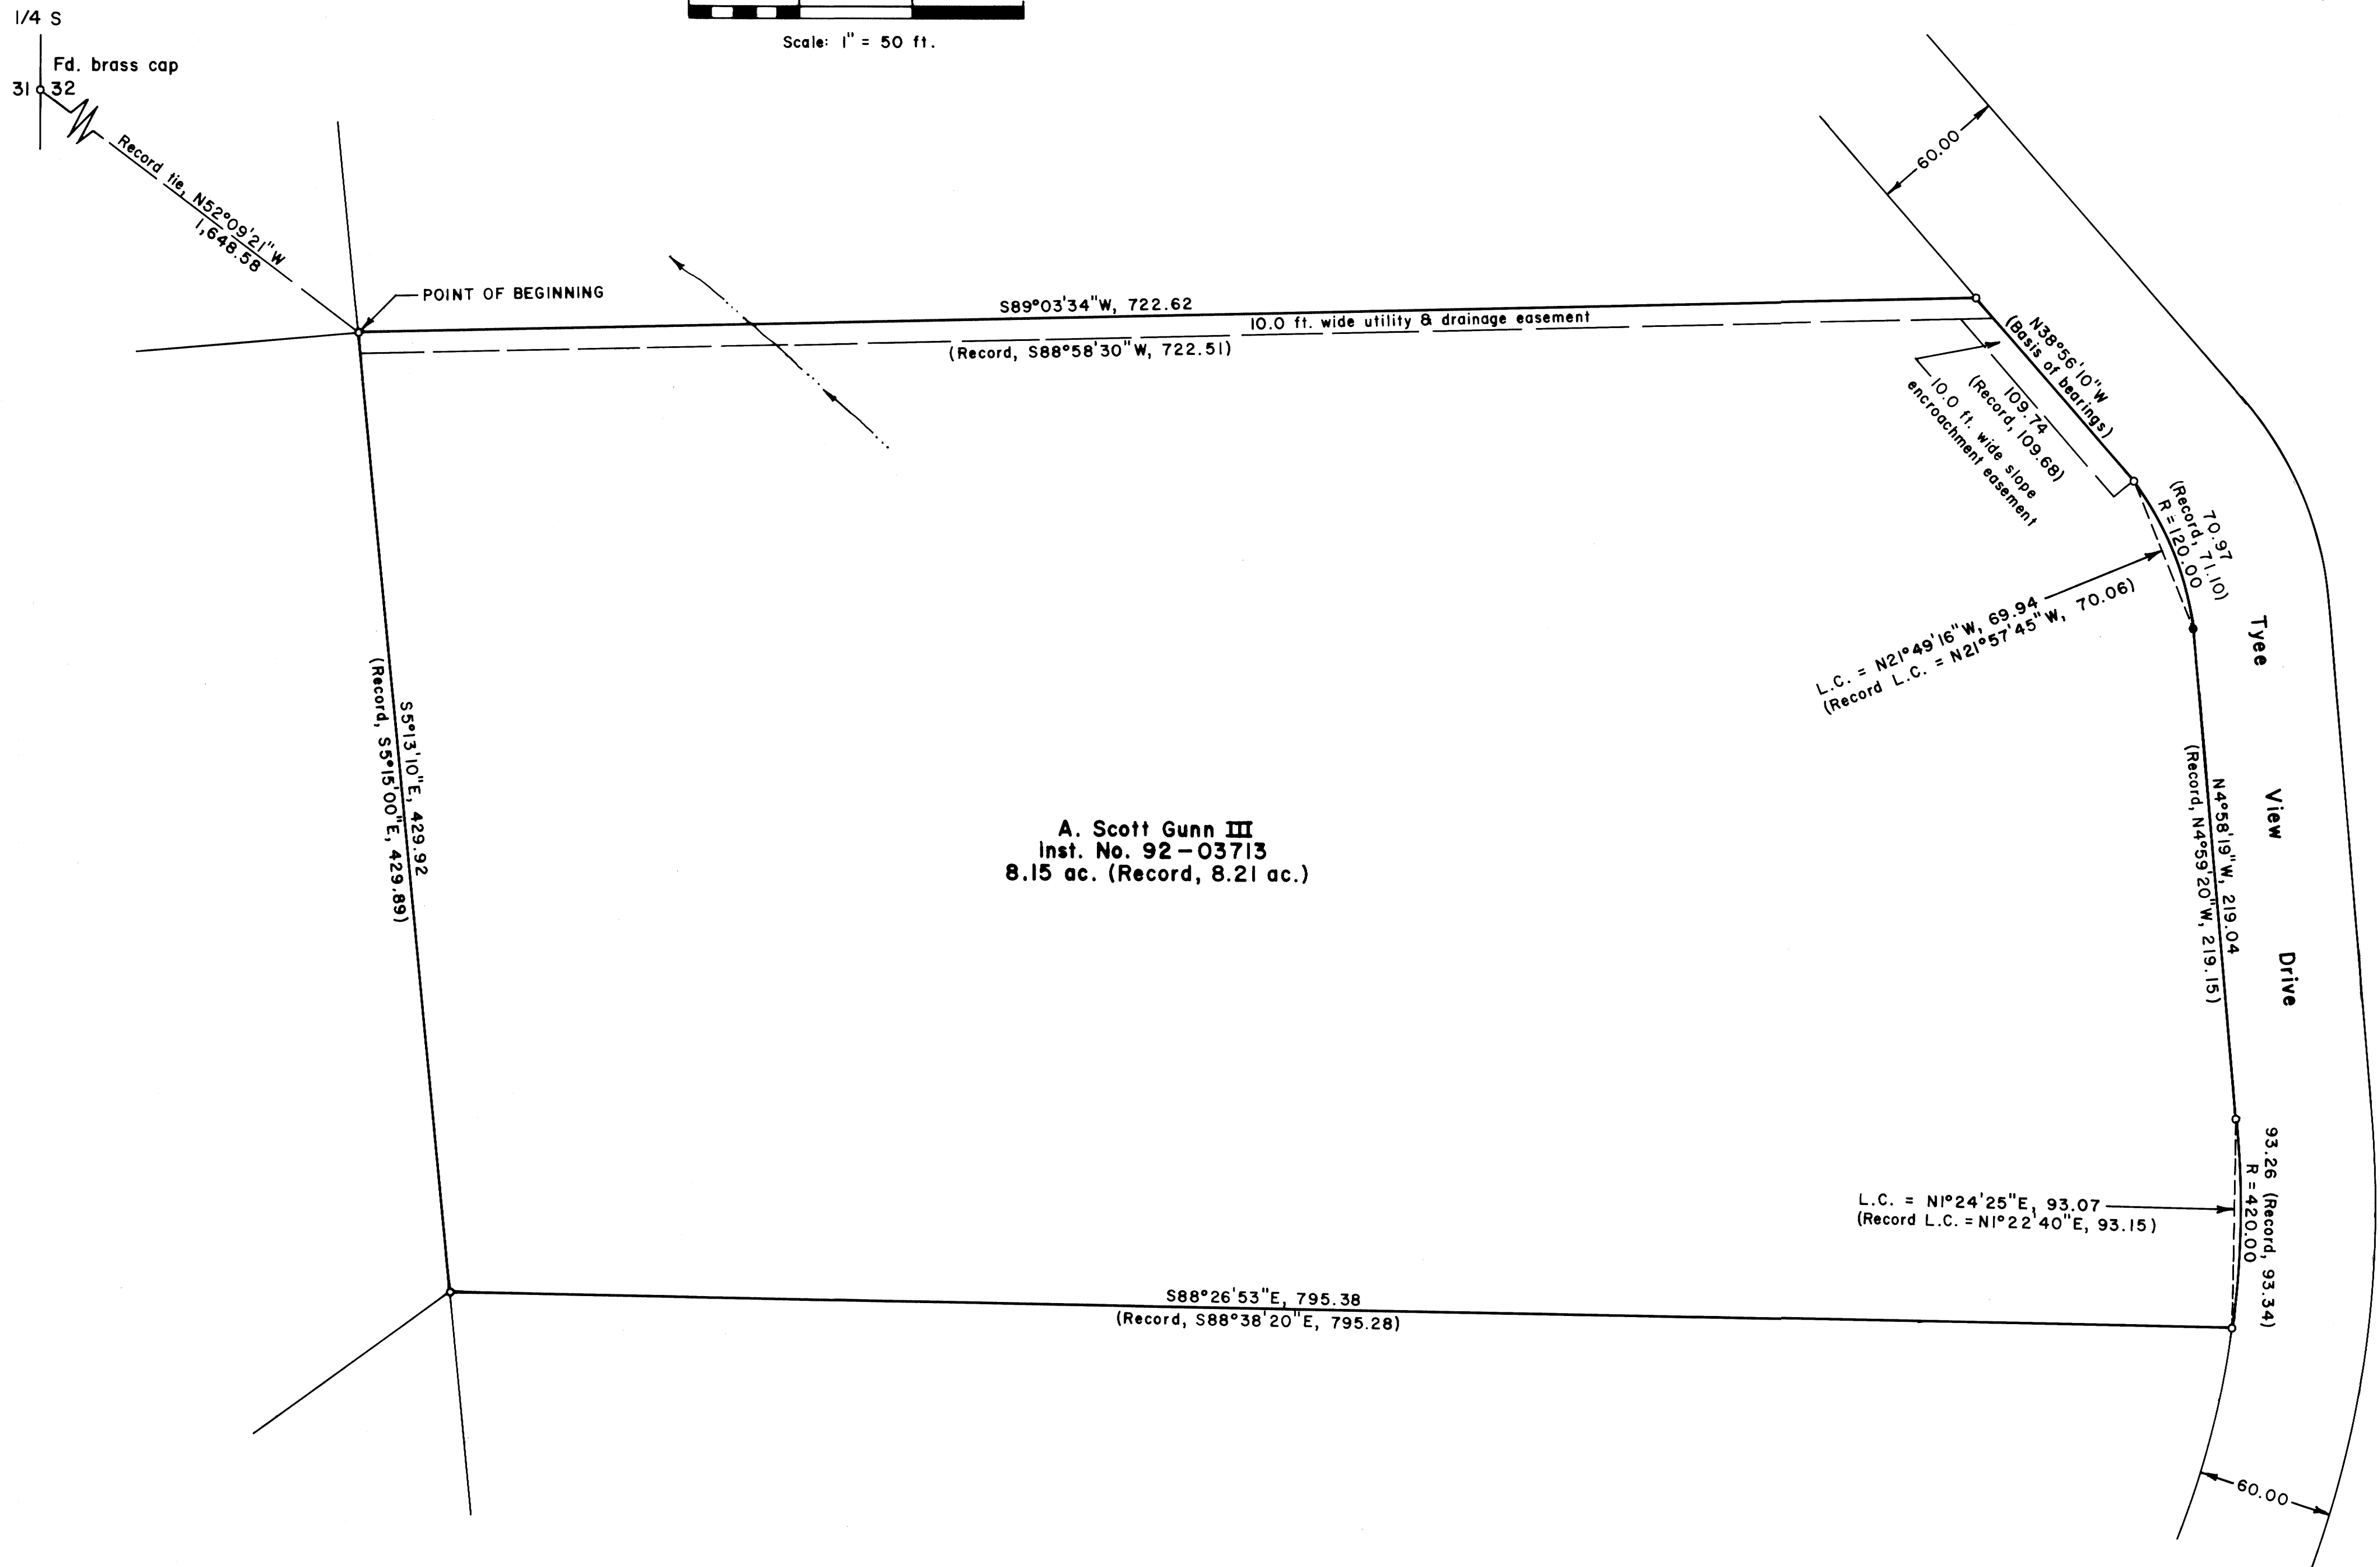 1/4 S
Scale: 1" = 50 ft.
Fd. brass cap
31 32
Record tie, N52°09'21"W
1,648.58
60.00
POINT OF BEGINNING
S89°03'34"W, 722.62
10.0 ft. wide utility & drainage easement
(Record, S88°58'30"W, 722.51)
N38°56'10"W
(Basis of bearings)
109.74
(Record, 109.68)
10.0 ft. wide slope
encroachment easement
70.97
(Record, 71.10)
R = 120.00
L.C. = N21°49'16"W, 69.94
(Record L.C. = N21°57'45"W, 70.06)
Tyee View Drive
S5°13'10"E, 429.92
(Record, S5°15'00"E, 429.89)
N4°58'19"W, 219.04
(Record, N4°59'20"W, 219.15)
A. Scott Gunn III
Inst. No. 92-03713
8.15 ac. (Record, 8.21 ac.)
93.26 (Record, 93.34)
R = 420.00
L.C. = N1°24'25"E, 93.07
(Record L.C. = N1°22'40"E, 93.15)
S88°26'53"E, 795.38
(Record, S88°38'20"E, 795.28)
60.00